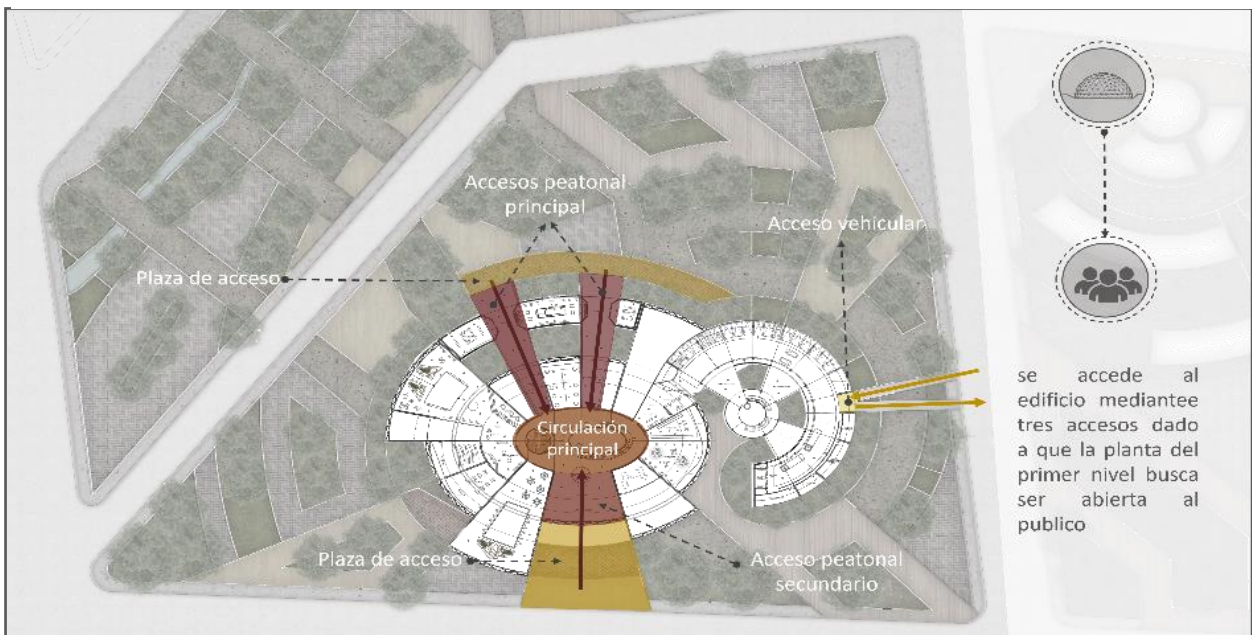 Accesos peatonal
principal
Acceso vehicular
Plaza de acceso
Circulación
principal
Plaza de acceso
Acceso peatonal
secundario
se accede al
edificio mediantee
tres accesos dado
a que la planta del
primer nivel busca
ser abierta al
publico